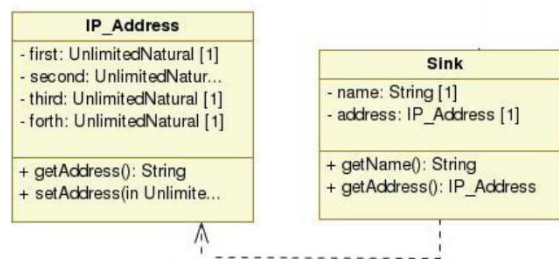 IP_Address
- first: UnlimitedNatural [1]
- second: UnlimitedNatur...
- third: UnlimitedNatural [1]
- forth: UnlimitedNatural [1]
+ getAddress(): String
+ setAddress(in Unlimite...
Sink
- name: String [1]
- address: IP_Address [1]
+ getName(): String
+ getAddress(): IP_Address